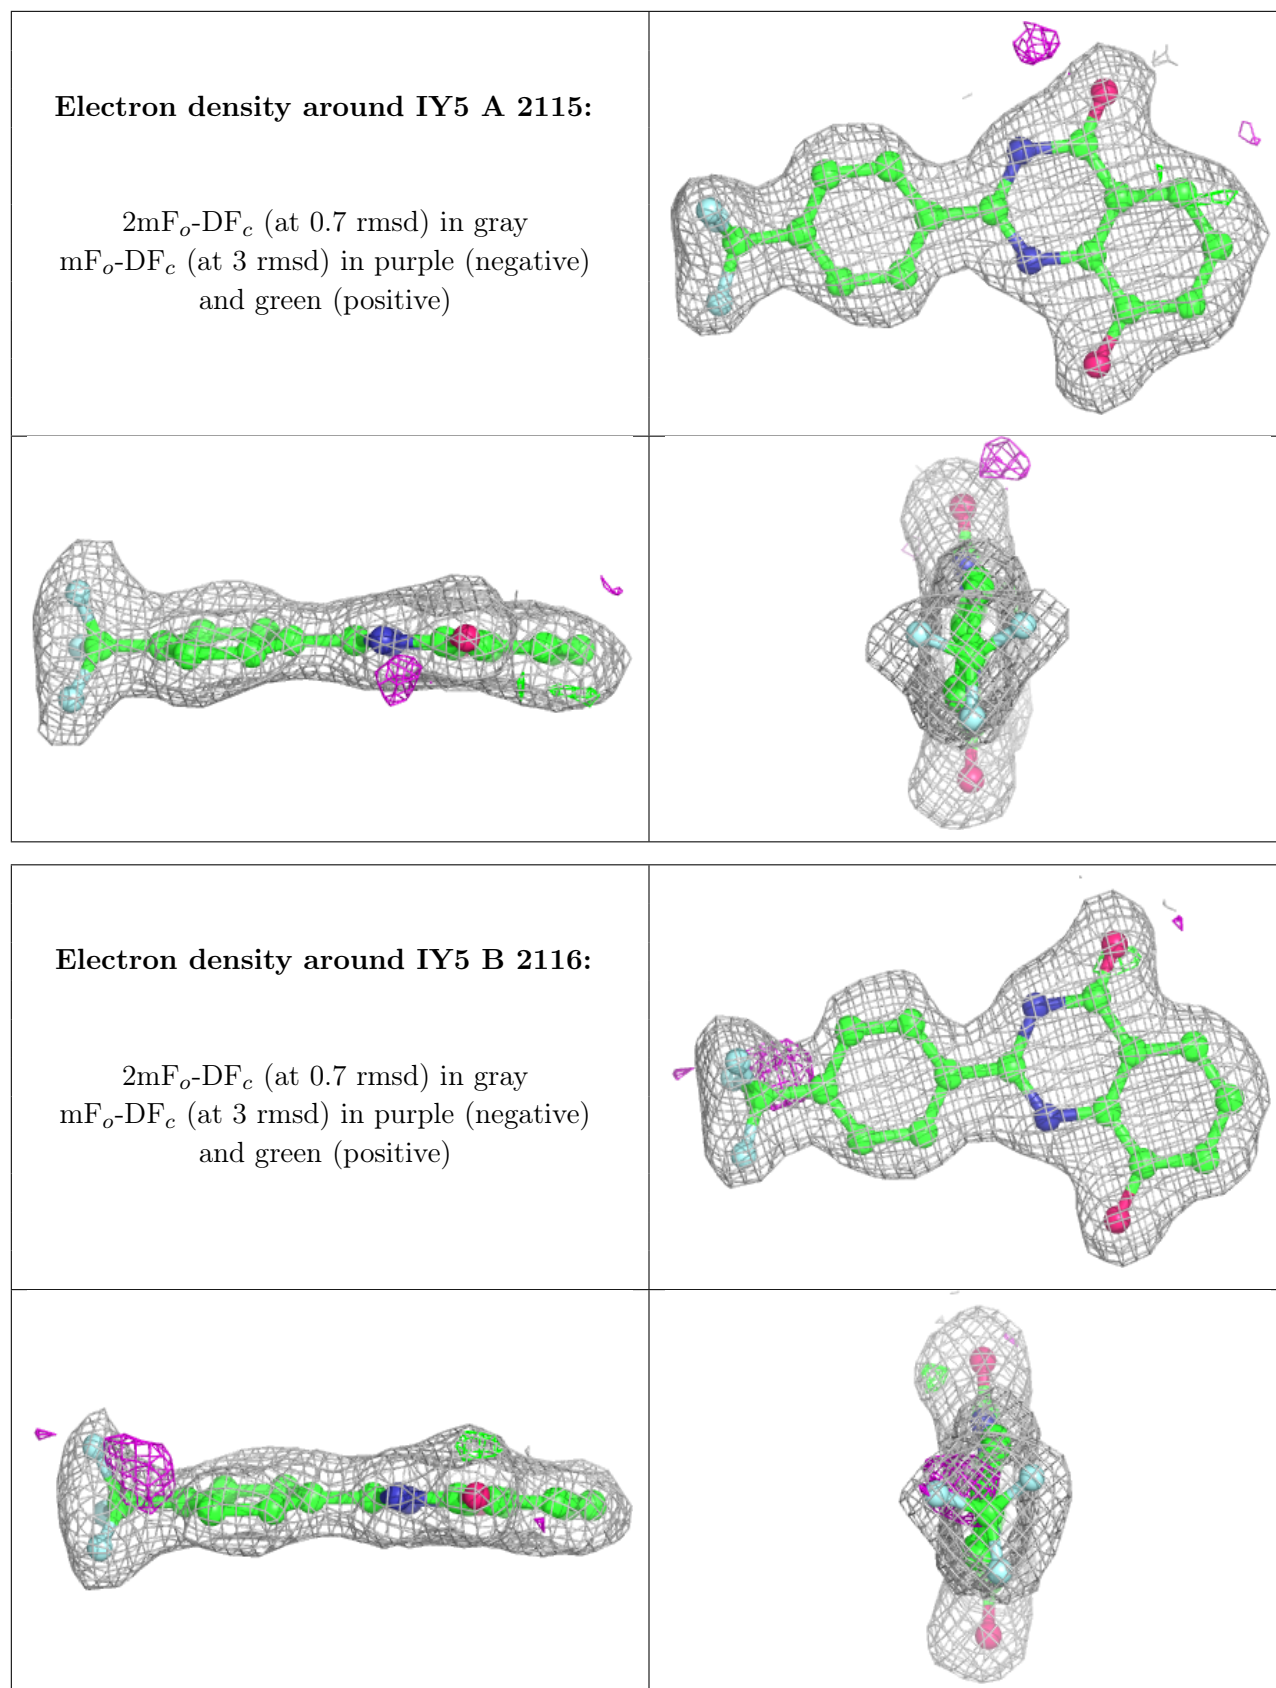 Electron density around IY5 A 2115:
2mFₒ-DF𝑐 (at 0.7 rmsd) in gray
mFₒ-DF𝑐 (at 3 rmsd) in purple (negative)
and green (positive)
Electron density around IY5 B 2116:
2mFₒ-DF𝑐 (at 0.7 rmsd) in gray
mFₒ-DF𝑐 (at 3 rmsd) in purple (negative)
and green (positive)